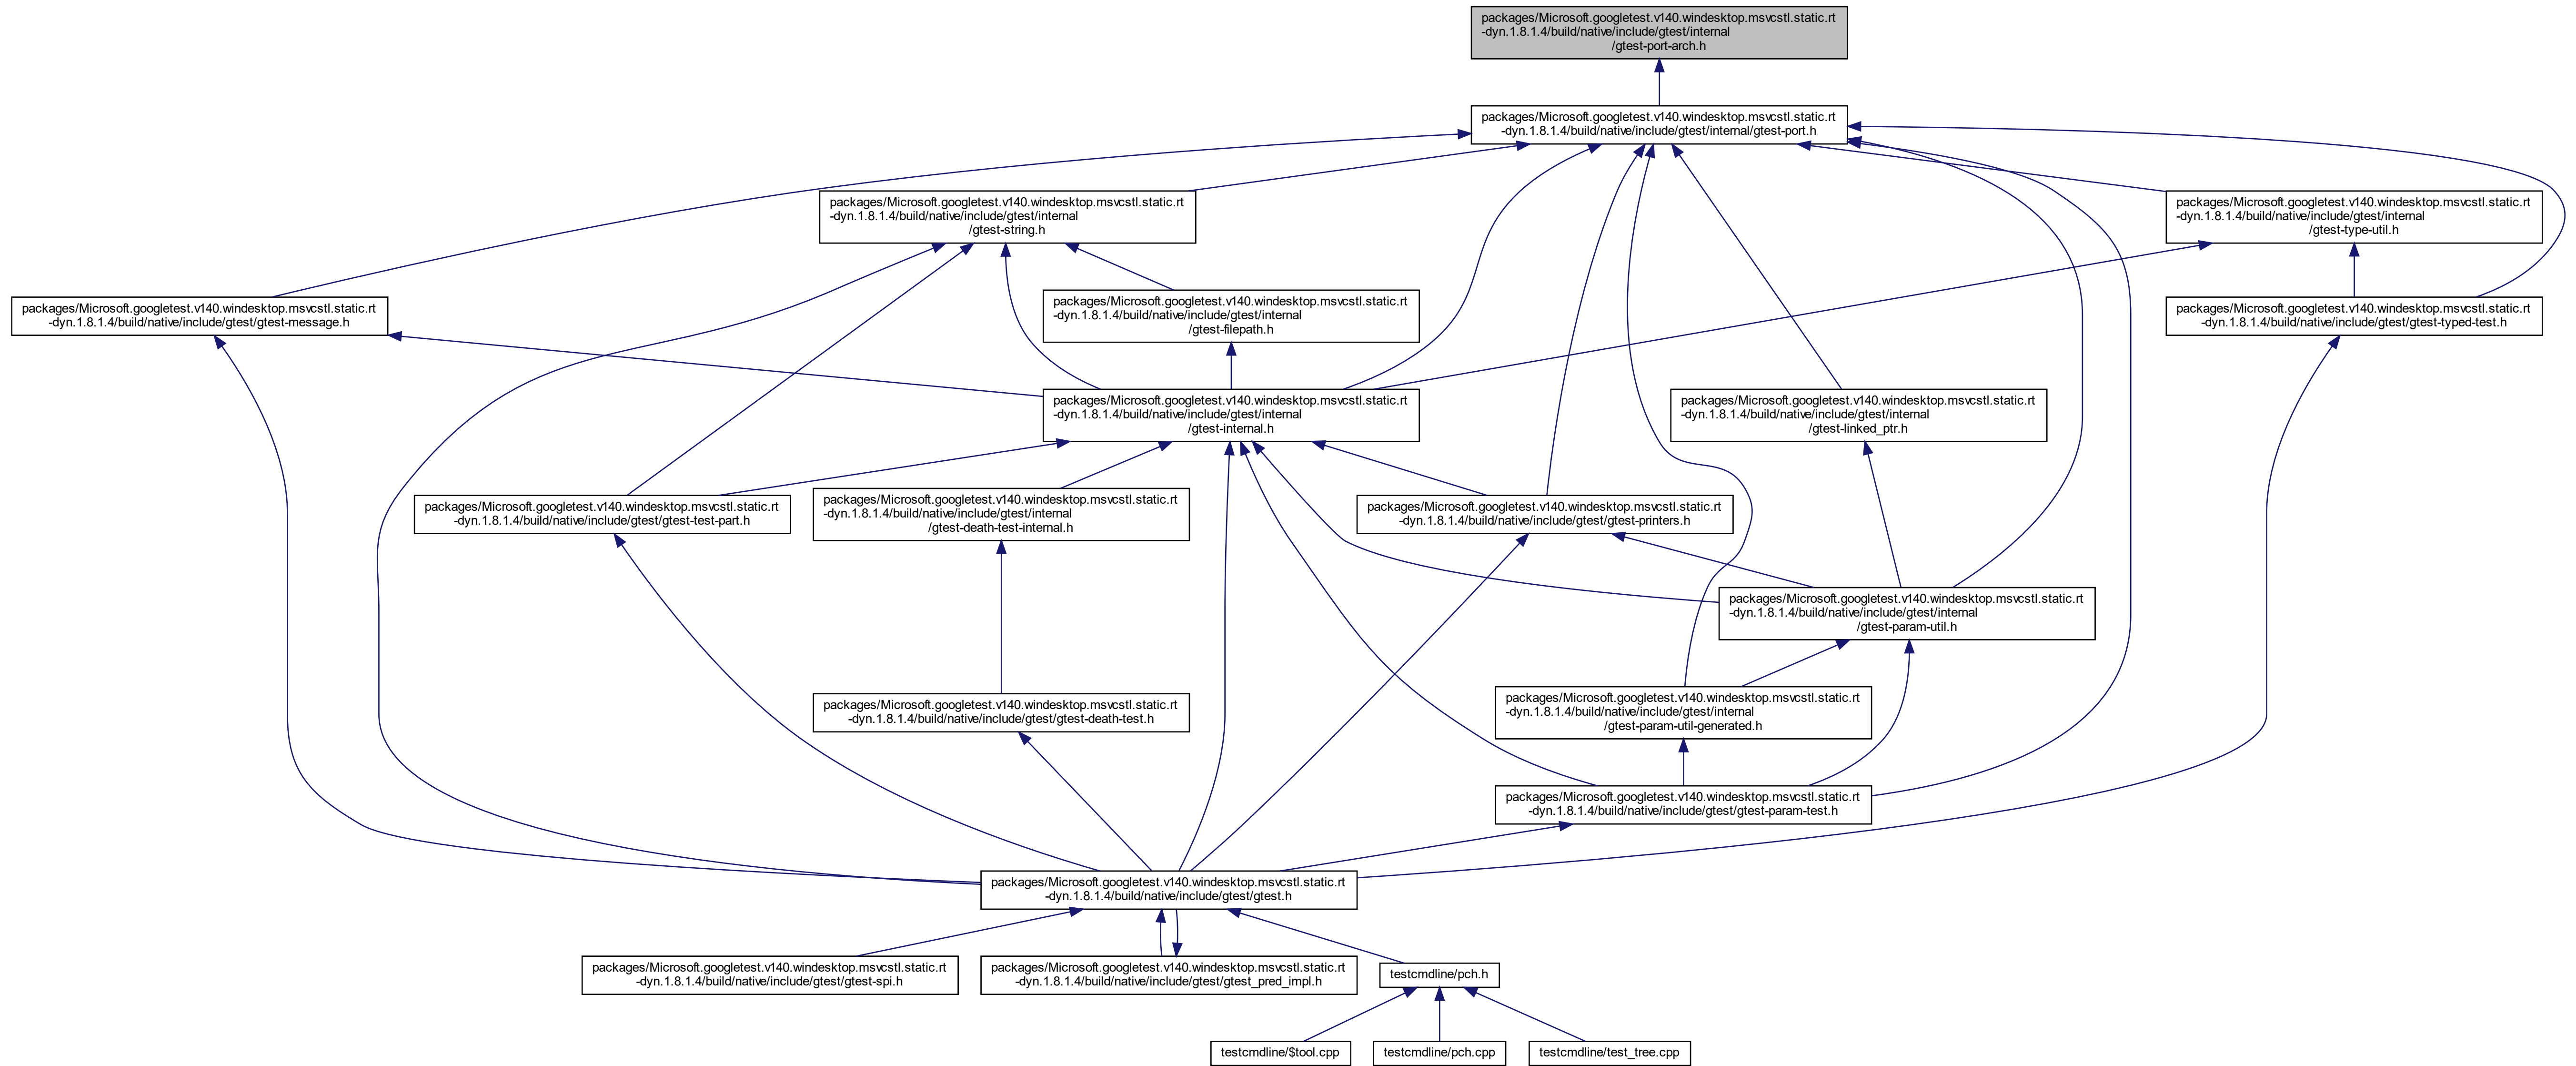 packages/Microsoft.googletest.v140.windesktop.msvcstl.static.rt
-dyn.1.8.1.4/build/native/include/gtest/internal
/gtest-port-arch.h
packages/Microsoft.googletest.v140.windesktop.msvcstl.static.rt
-dyn.1.8.1.4/build/native/include/gtest/internal/gtest-port.h
packages/Microsoft.googletest.v140.windesktop.msvcstl.static.rt
-dyn.1.8.1.4/build/native/include/gtest/internal
/gtest-string.h
packages/Microsoft.googletest.v140.windesktop.msvcstl.static.rt
-dyn.1.8.1.4/build/native/include/gtest/internal
/gtest-type-util.h
packages/Microsoft.googletest.v140.windesktop.msvcstl.static.rt
-dyn.1.8.1.4/build/native/include/gtest/gtest-message.h
packages/Microsoft.googletest.v140.windesktop.msvcstl.static.rt
-dyn.1.8.1.4/build/native/include/gtest/internal
/gtest-filepath.h
packages/Microsoft.googletest.v140.windesktop.msvcstl.static.rt
-dyn.1.8.1.4/build/native/include/gtest/gtest-typed-test.h
packages/Microsoft.googletest.v140.windesktop.msvcstl.static.rt
-dyn.1.8.1.4/build/native/include/gtest/internal
/gtest-internal.h
packages/Microsoft.googletest.v140.windesktop.msvcstl.static.rt
-dyn.1.8.1.4/build/native/include/gtest/internal
/gtest-linked_ptr.h
packages/Microsoft.googletest.v140.windesktop.msvcstl.static.rt
-dyn.1.8.1.4/build/native/include/gtest/gtest-test-part.h
packages/Microsoft.googletest.v140.windesktop.msvcstl.static.rt
-dyn.1.8.1.4/build/native/include/gtest/internal
/gtest-death-test-internal.h
packages/Microsoft.googletest.v140.windesktop.msvcstl.static.rt
-dyn.1.8.1.4/build/native/include/gtest/gtest-printers.h
packages/Microsoft.googletest.v140.windesktop.msvcstl.static.rt
-dyn.1.8.1.4/build/native/include/gtest/internal
/gtest-param-util.h
packages/Microsoft.googletest.v140.windesktop.msvcstl.static.rt
-dyn.1.8.1.4/build/native/include/gtest/gtest-death-test.h
packages/Microsoft.googletest.v140.windesktop.msvcstl.static.rt
-dyn.1.8.1.4/build/native/include/gtest/internal
/gtest-param-util-generated.h
packages/Microsoft.googletest.v140.windesktop.msvcstl.static.rt
-dyn.1.8.1.4/build/native/include/gtest/gtest-param-test.h
packages/Microsoft.googletest.v140.windesktop.msvcstl.static.rt
-dyn.1.8.1.4/build/native/include/gtest/gtest.h
packages/Microsoft.googletest.v140.windesktop.msvcstl.static.rt
-dyn.1.8.1.4/build/native/include/gtest/gtest-spi.h
packages/Microsoft.googletest.v140.windesktop.msvcstl.static.rt
-dyn.1.8.1.4/build/native/include/gtest/gtest_pred_impl.h
testcmdline/pch.h
testcmdline/$tool.cpp
testcmdline/pch.cpp
testcmdline/test_tree.cpp